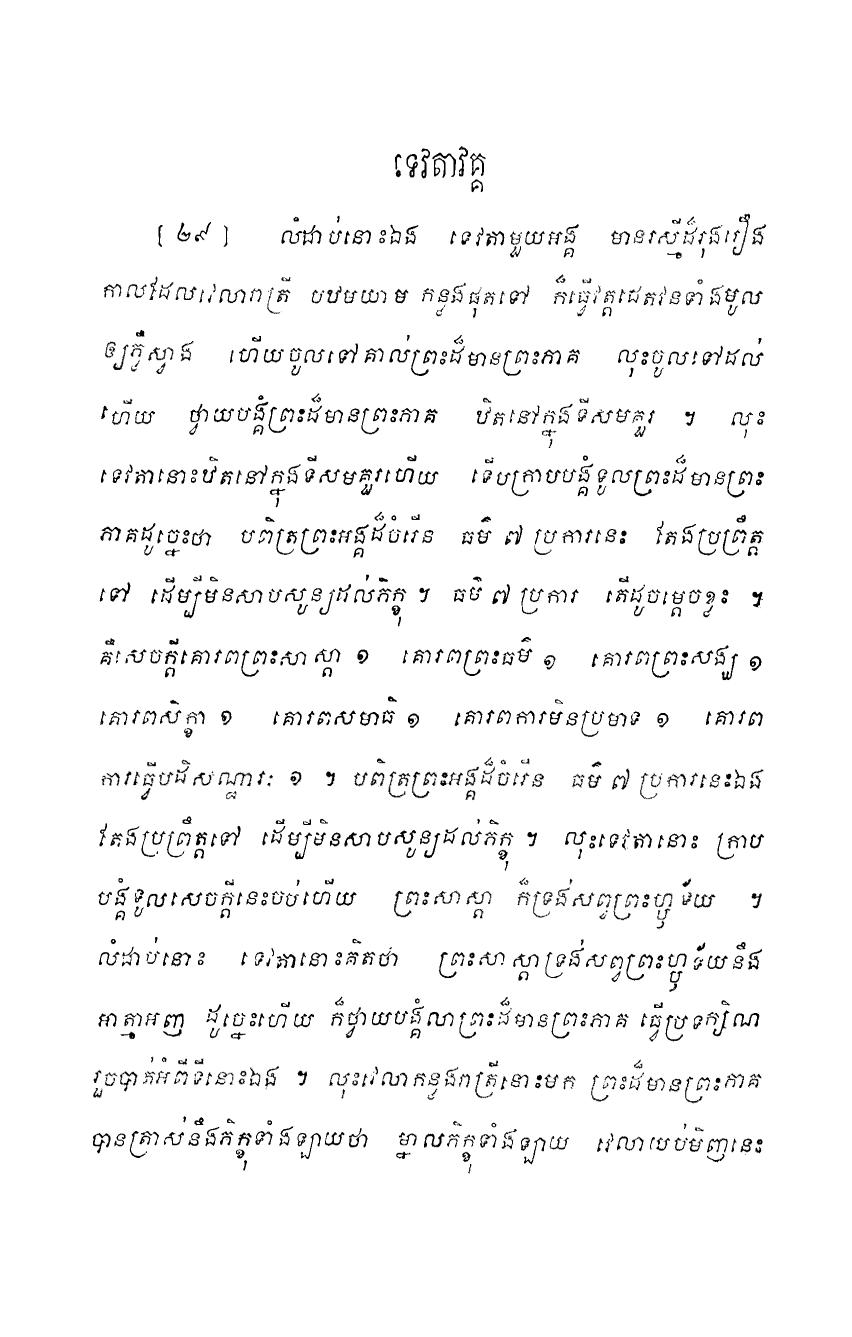 ទេវតាវគ្គ
[ ២៩ ] លំដាប់នោះឯង ទេវតាមួយអង្គ មានរស្មីដ៏រុងរឿង
កាលដែលវេលារាត្រី បឋមយាម កន្លងផុតទៅ ក៏ធ្វើវត្តជេតវនទាំងមូល
ឲ្យភ្លឺស្វាង ហើយចូលទៅគាល់ព្រះដ៏មានព្រះភាគ លុះចូលទៅដល់
ហើយ ថ្វាយបង្គំព្រះដ៏មានព្រះភាគ ឋិតនៅក្នុងទីសមគួរ ។ លុះ
ទេវតានោះឋិតនៅក្នុងទីសមគួរហើយ ទើបក្រាបបង្គំទូលព្រះដ៏មានព្រះ
ភាគដូច្នេះថា បពិត្រព្រះអង្គដ៏ចំរើន ធម៌ ៧ ប្រការនេះ តែងប្រព្រឹត្ត
ទៅ ដើម្បីមិនសាបសូន្យដល់ភិក្ខុ ។ ធម៌ ៧ ប្រការ តើដូចម្តេចខ្លះ ។
គឺសេចក្តីគោរពព្រះសាស្តា ១ គោរពព្រះធម៌ ១ គោរពព្រះសង្ឃ ១
គោរពសិក្ខា ១ គោរពសមាធិ ១ គោរពការមិនប្រមាទ ១ គោរព
ការធ្វើបដិសណ្ឋារៈ ១ ។ បពិត្រព្រះអង្គដ៏ចំរើន ធម៌ ៧ ប្រការនេះឯង
តែងប្រព្រឹត្តទៅ ដើម្បីមិនសាបសូន្យដល់ភិក្ខុ ។ លុះទេវតានោះ ក្រាប
បង្គំទូលសេចក្តីនេះចប់ហើយ ព្រះសាស្តា ក៏ទ្រង់សព្វព្រះហ្ឫទ័យ ។
លំដាប់នោះ ទេវតានោះគិតថា ព្រះសាស្តាទ្រង់សព្វព្រះហ្ឫទ័យនឹង
អាត្មាអញ ដូច្នេះហើយ ក៏ថ្វាយបង្គំលាព្រះដ៏មានព្រះភាគ ធ្វើប្រទក្សិណ
រួចបាត់អំពីទីនោះឯង ។ លុះវេលាកន្លងរាត្រីនោះមក ព្រះដ៏មានព្រះភាគ
បានត្រាស់នឹងភិក្ខុទាំងឡាយថា ម្នាលភិក្ខុទាំងឡាយ វេលាយប់មិញនេះ